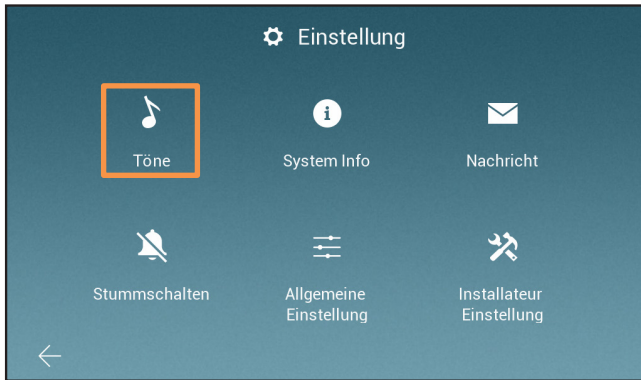 Einstellung
Töne
System Info
Nachricht
Stummschalten
Allgemeine
Einstellung
Installateur
Einstellung